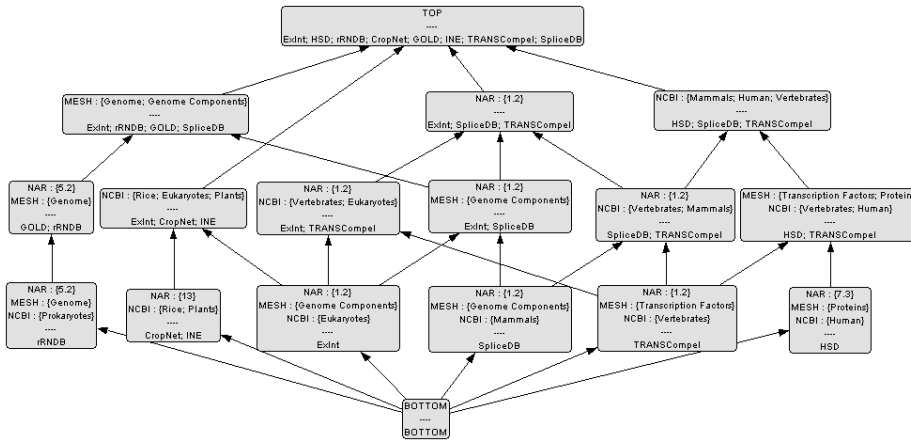 TOP
----
ExInt; HSD; rRNDB; CropNet; GOLD; INE; TRANSCompel; SpliceDB
MESH : {Genome; Genome Components}
----
ExInt; rRNDB; GOLD; SpliceDB
NAR : {1.2}
----
ExInt; SpliceDB; TRANSCompel
NCBI : {Mammals; Human; Vertebrates}
----
HSD; SpliceDB; TRANSCompel
NAR : {5.2}
MESH : {Genome}
----
GOLD; rRNDB
NCBI : {Rice; Eukaryotes; Plants}
----
ExInt; CropNet; INE
NAR : {1.2}
NCBI : {Vertebrates; Eukaryotes}
----
ExInt; TRANSCompel
NAR : {1.2}
MESH : {Genome Components}
----
ExInt; SpliceDB
NAR : {1.2}
NCBI : {Vertebrates; Mammals}
----
SpliceDB; TRANSCompel
MESH : {Transcription Factors; Protein
NCBI : {Vertebrates; Human}
----
HSD; TRANSCompel
NAR : {5.2}
MESH : {Genome}
NCBI : {Prokaryotes}
----
rRNDB
NAR : {13}
NCBI : {Rice; Plants}
----
CropNet; INE
NAR : {1.2}
MESH : {Genome Components}
NCBI : {Eukaryotes}
----
ExInt
NAR : {1.2}
MESH : {Genome Components}
NCBI : {Mammals}
----
SpliceDB
NAR : {1.2}
MESH : {Transcription Factors}
NCBI : {Vertebrates}
----
TRANSCompel
NAR : {7.3}
MESH : {Proteins}
NCBI : {Human}
----
HSD
BOTTOM
----
BOTTOM